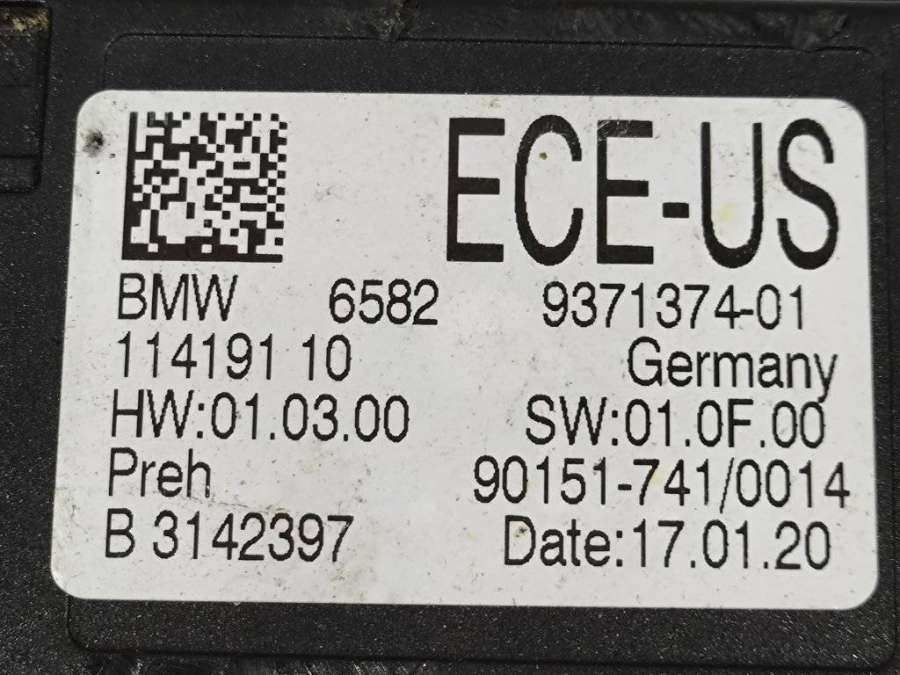 ECE-US
BMW 6582 9371374-01
114191 10 Germany
HW:01.03.00 SW:01.0F.00
Preh 90151-741/0014
B 3142397 Date:17.01.20